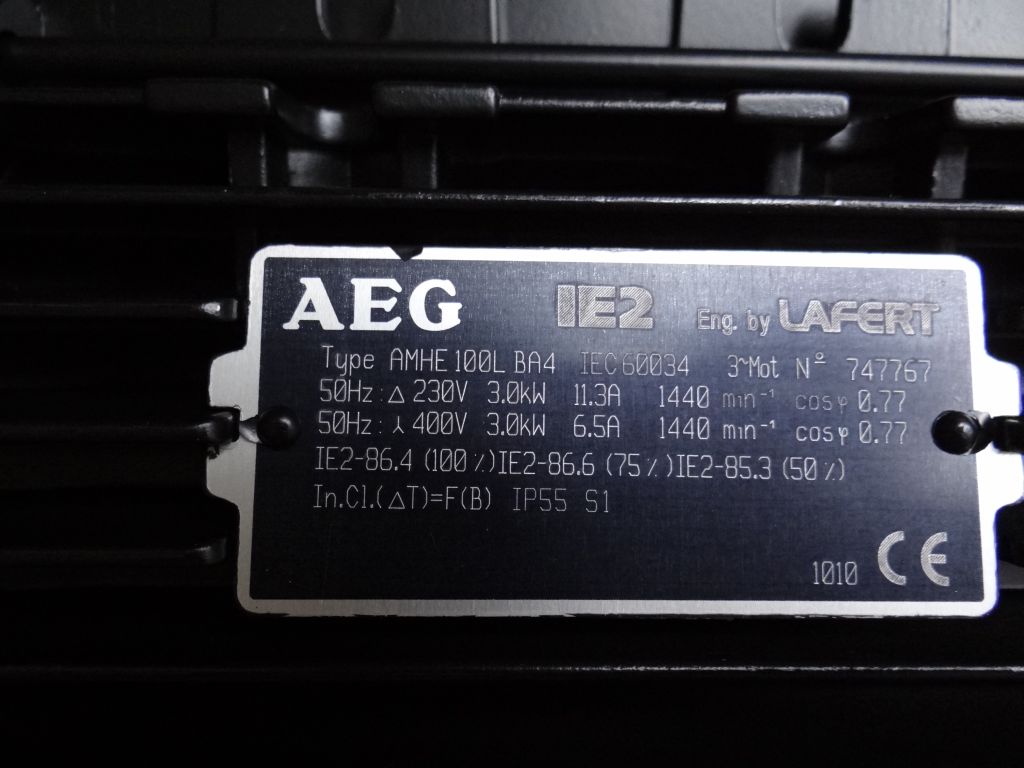 AEG IE2 Eng. by LAFERT
Type AMHE 100L BA4 IEC 60034 3~Mot Nº 747767
50Hz: Δ 230V 3.0kW 11.3A 1440 min⁻¹ cosφ 0.77
50Hz: ⅄ 400V 3.0kW 6.5A 1440 min⁻¹ cosφ 0.77
IE2-86.4 (100%) IE2-86.6 (75%) IE2-85.3 (50%)
In.Cl.(ΔT)=F(B) IP55 S1
1010 CE